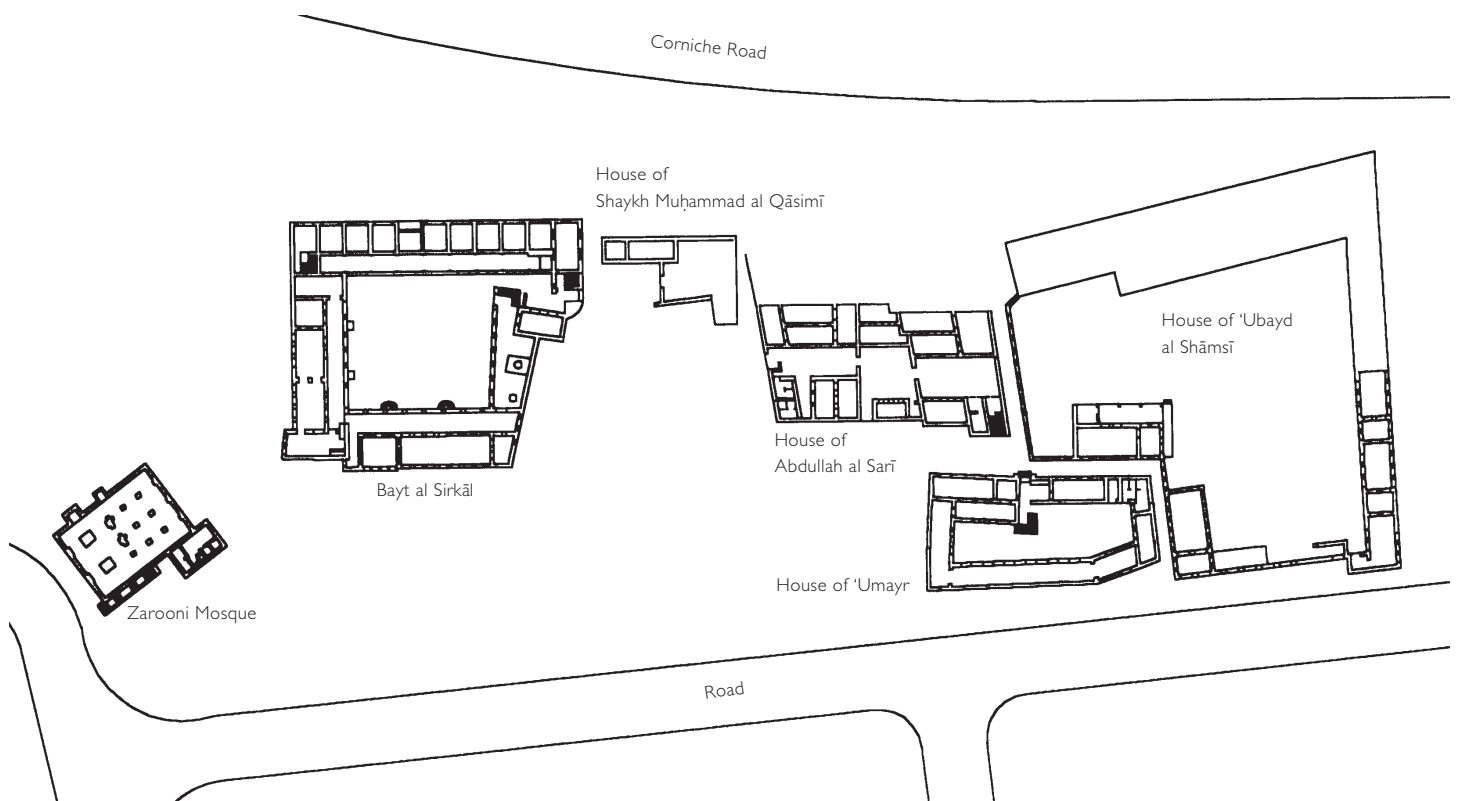 Corniche Road
House of
Shaykh Muḥammad al Qāsimī
House of ‘Ubayd
al Shāmsī
House of
Abdullah al Sarī
Bayt al Sirkāl
House of ‘Umayr
Zarooni Mosque
Road